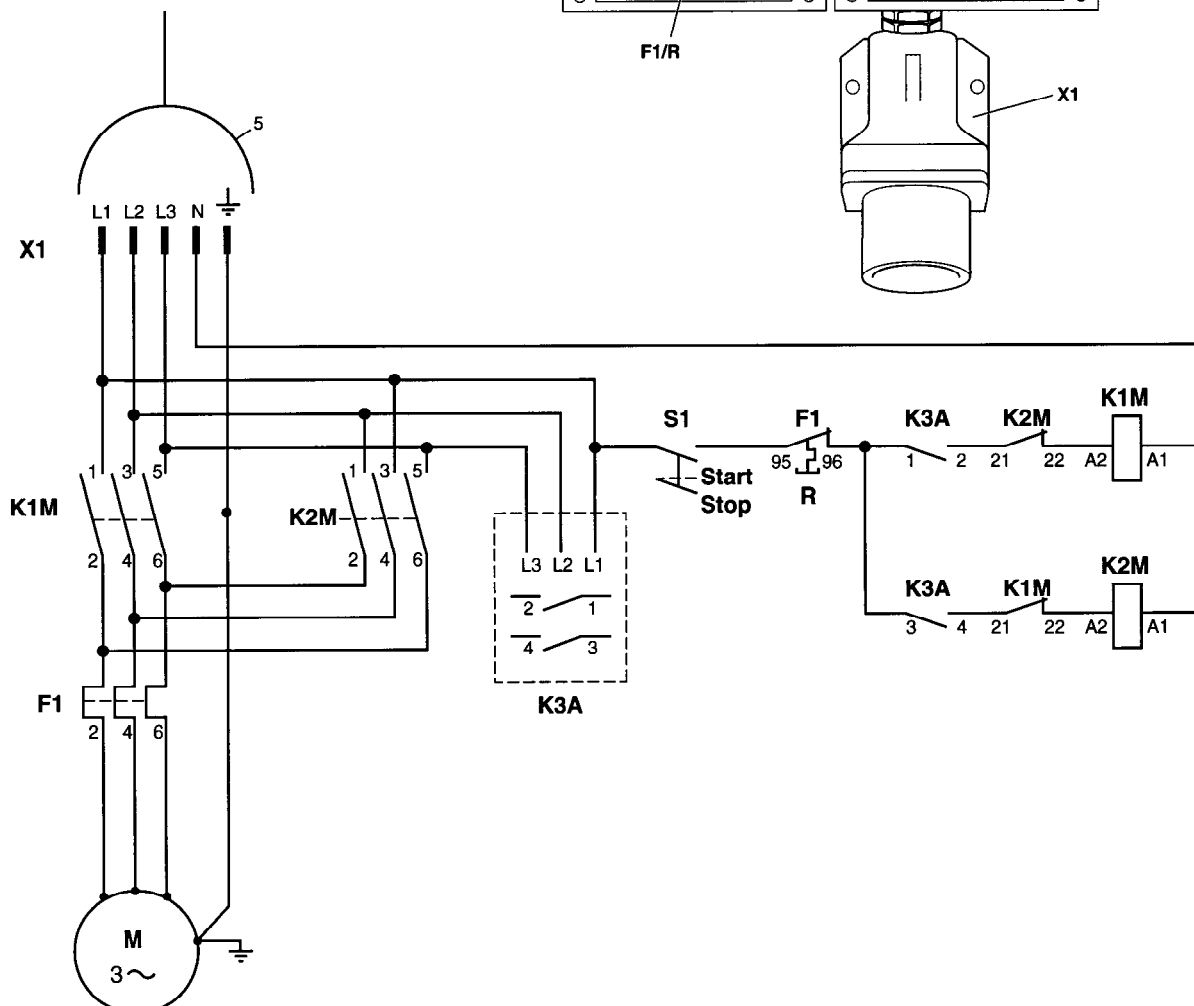 F1/R
X1
5
L1 L2 L3 N
X1
S1 F1 K3A K2M K1M
95 96 1 2 21 22 A2 A1
Start
Stop
R
1 3 5
K1M
2 4 6
1 3 5
K2M
2 4 6
L3 L2 L1
2 1
4 3
K3A
K3A K1M K2M
3 4 21 22 A2 A1
F1
2 4 6
M
3~